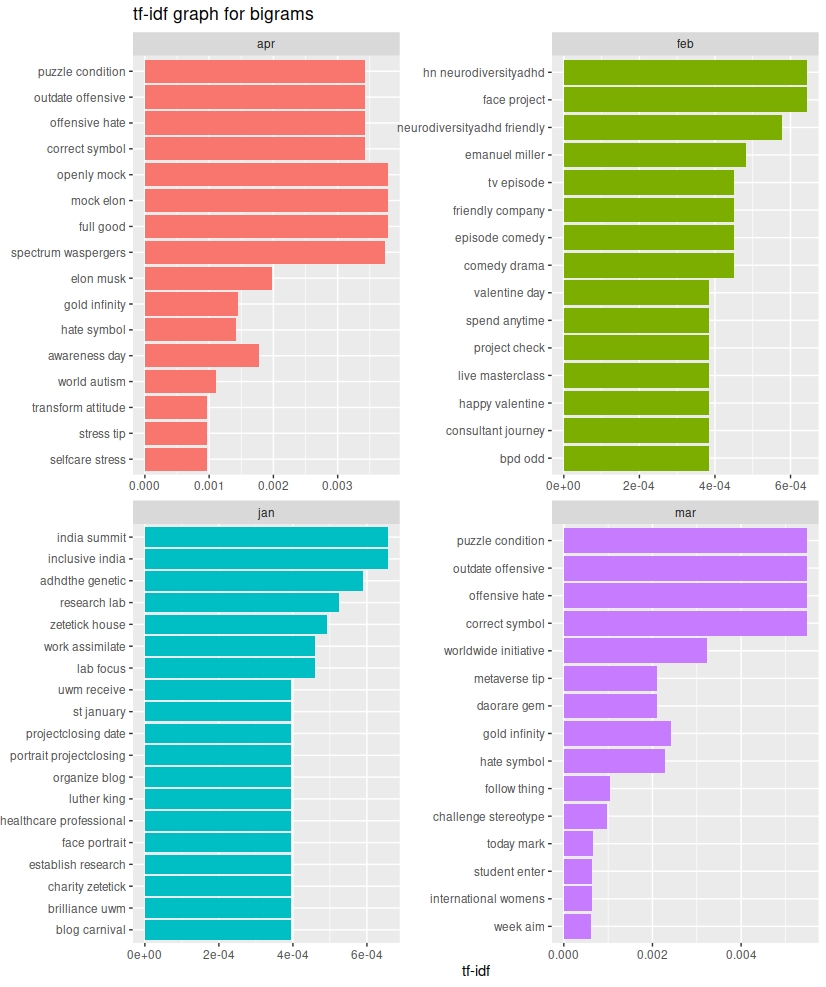 tf-idf graph for bigrams
apr
puzzle condition
outdate offensive
offensive hate
correct symbol
openly mock
mock elon
full good
spectrum waspergers
elon musk
gold infinity
hate symbol
awareness day
world autism
transform attitude
stress tip
selfcare stress
0.000 0.001 0.002 0.003
feb
hn neurodiversityadhd
face project
neurodiversityadhd friendly
emanuel miller
tv episode
friendly company
episode comedy
comedy drama
valentine day
spend anytime
project check
live masterclass
happy valentine
consultant journey
bpd odd
0e+00 2e-04 4e-04 6e-04
jan
india summit
inclusive india
adhdthe genetic
research lab
zetetick house
work assimilate
lab focus
uwm receive
st january
projectclosing date
portrait projectclosing
organize blog
luther king
healthcare professional
face portrait
establish research
charity zetetick
brilliance uwm
blog carnival
0e+00 2e-04 4e-04 6e-04
mar
puzzle condition
outdate offensive
offensive hate
correct symbol
worldwide initiative
metaverse tip
daorare gem
gold infinity
hate symbol
follow thing
challenge stereotype
today mark
student enter
international womens
week aim
0.000 0.002 0.004
tf-idf